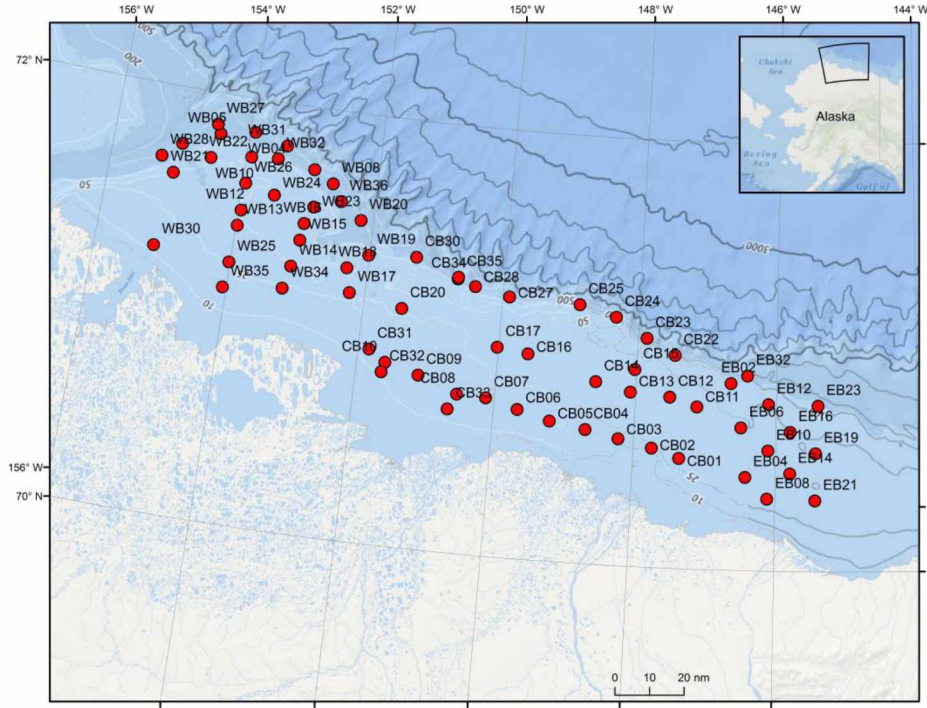 156° W
154° W
152° W
150° W
148° W
146° W
144° W
500
200
72° N
Chukchi
Sea
Alaska
Bering
Sea
Gulf of
WB27
WB05
WB31
WB28
WB22
WB32
WB04
WB21
WB26
WB08
WB10
WB24
WB36
50
WB12
WB23
WB16
WB13
WB20
WB15
WB30
WB19
CB30
WB25
WB14
WB18
CB35
CB34
3000
WB35
WB34
WB17
CB28
CB25
CB27
500
10
CB20
CB24
50
CB23
CB31
CB17
CB22
CB19
CB16
CB18
CB32
CB09
EB32
CB14
EB02
CB08
CB07
CB13
CB12
EB12
EB23
CB33
CB11
CB06
EB06
EB16
CB05
CB04
CB03
EB10
EB19
CB02
EB04
EB14
CB01
156° W
25
EB08
EB21
70° N
10
0
10
20 nm